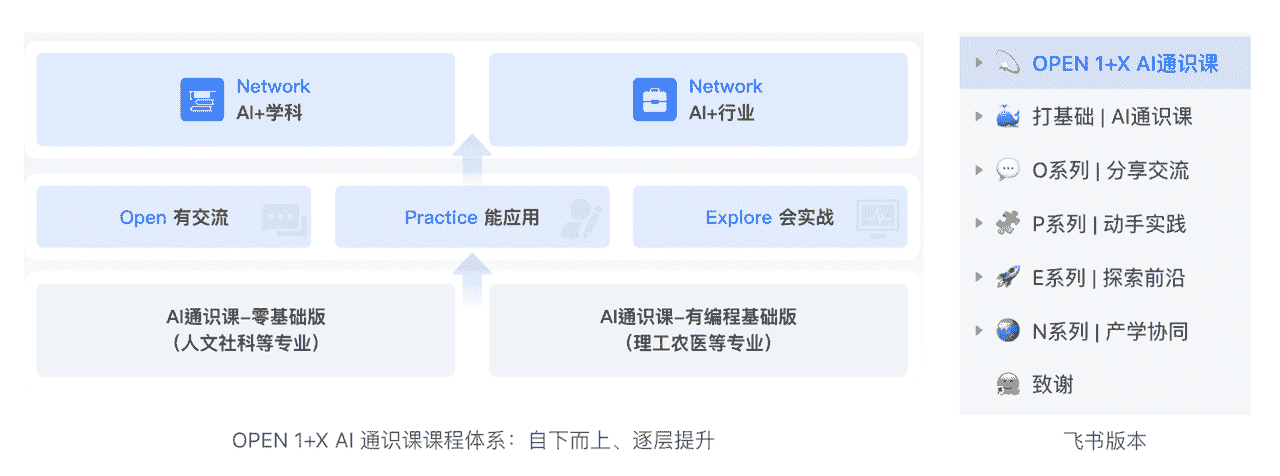 Network
AI+学科
Network
AI+行业
Open 有交流
Practice 能应用
Explore 会实战
AI通识课–零基础版
（人文社科等专业）
AI通识课–有编程基础版
（理工农医等专业）
OPEN 1+X AI 通识课课程体系：自下而上、逐层提升
OPEN 1+X AI通识课
打基础 | AI通识课
O系列 | 分享交流
P系列 | 动手实践
E系列 | 探索前沿
N系列 | 产学协同
致谢
飞书版本